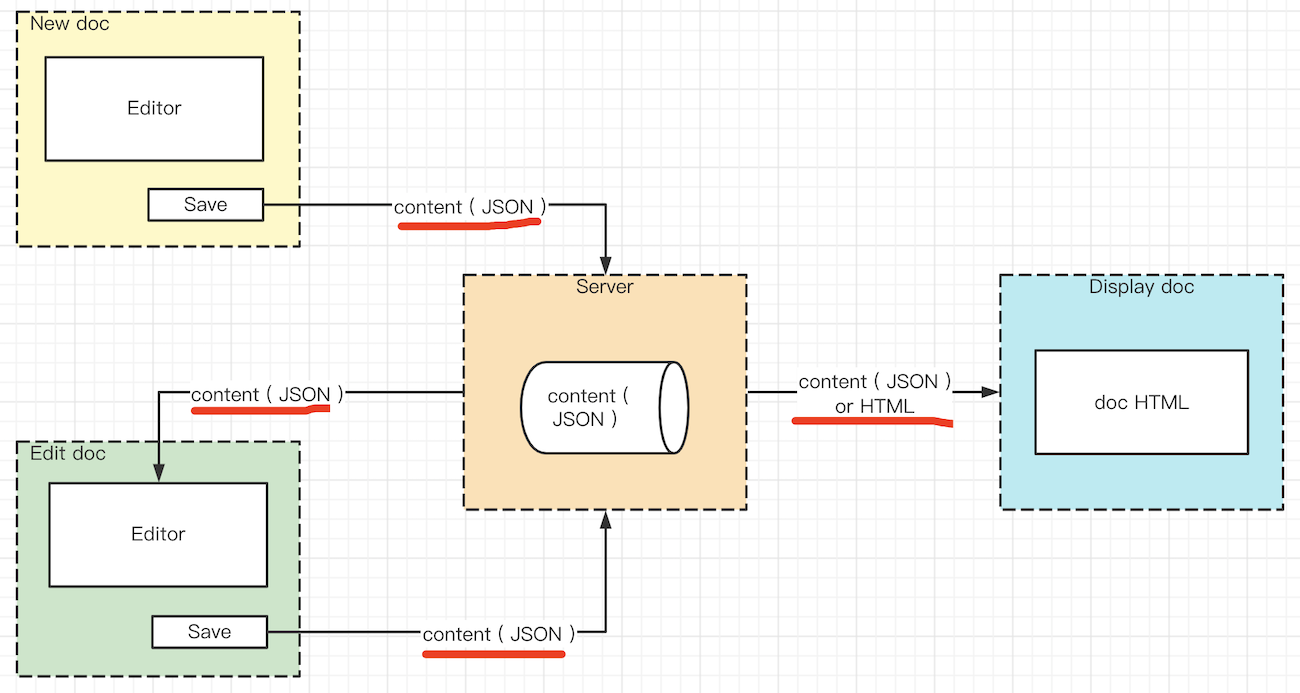 New doc
Editor
Save
content ( JSON )
Server
content (
JSON )
content ( JSON )
or HTML
Display doc
doc HTML
content ( JSON )
Edit doc
Editor
Save
content ( JSON )